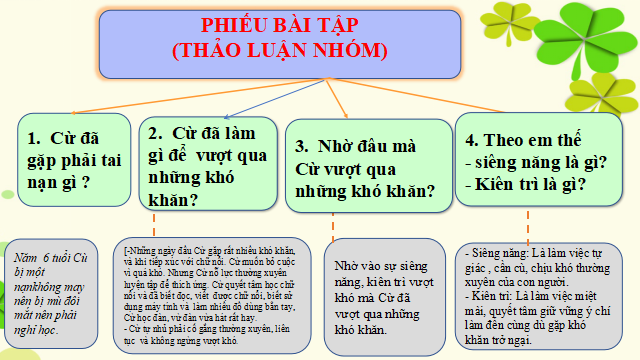 PHIẾU BÀI TẬP
(THẢO LUẬN NHÓM)
1. Cừ đã
gặp phải tai
nạn gì ?
2. Cừ đã làm
gì để vượt qua
những khó
khăn?
3. Nhờ đâu mà
Cừ vượt qua
những khó khăn?
4. Theo em thế
- siêng năng là gì?
- Kiên trì là gì?
Năm 6 tuổi Cù
bị một
nạnkhông may
nên bị mù đôi
mắt nên phải
nghỉ học.
[-Những ngày đầu Cừ gặp rất nhiều khó khăn,
và khi tiếp xúc với chữ nổi. Cừ muốn bỏ cuộc
vì quá khó. Nhưng Cừ nỗ lực thường xuyên
luyện tập để thích ứng. Cừ quyết tâm học chữ
nổi và đã biết đọc, viết được chữ nổi, biết sử
dụng máy tính và làm nhiều đồ dùng bằn tay,
Cừ học đàn, vừ đàn vừa hát rất hay.
- Cừ tự nhủ phải cố gắng thường xuyên, liên
tục và không ngừng vượt khó.
Nhờ vào sự siêng
năng, kiên trì vượt
khó mà Cừ đã
vượt qua những
khó khăn.
- Siêng năng: Là làm việc tự
giác , cần cù, chịu khó thường
xuyên của con người.
- Kiên trì: Là làm việc miệt
mài, quyết tâm giữ vững ý chí
làm đến cùng dù gặp khó
khăn trở ngại.